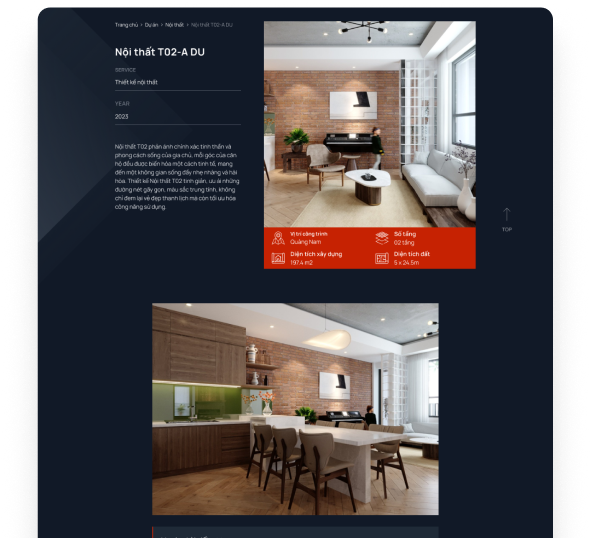 Trang chủ > Dự án > Nội thất > Nội thất T02-A DU
Nội thất T02-A DU
SERVICE
Thiết kế nội thất
YEAR
2023
Nội thất T02 phản ánh chính xác tinh thần và
phong cách sống của gia chủ, mỗi góc của căn
hộ đều được biến hóa một cách tinh tế, mang
đến một không gian sống đầy nhẹ nhàng và hài
hòa. Thiết kế Nội thất T02 tinh giản, ưu ái những
đường nét gãy gọn, màu sắc trung tính, không
chỉ đem lại vẻ đẹp thanh lịch mà còn tối ưu hóa
công năng sử dụng.
Vị trí công trình
Quảng Nam
Số tầng
02 tầng
Diện tích xây dựng
197.4 m2
Diện tích đất
5 x 24.5m
TOP